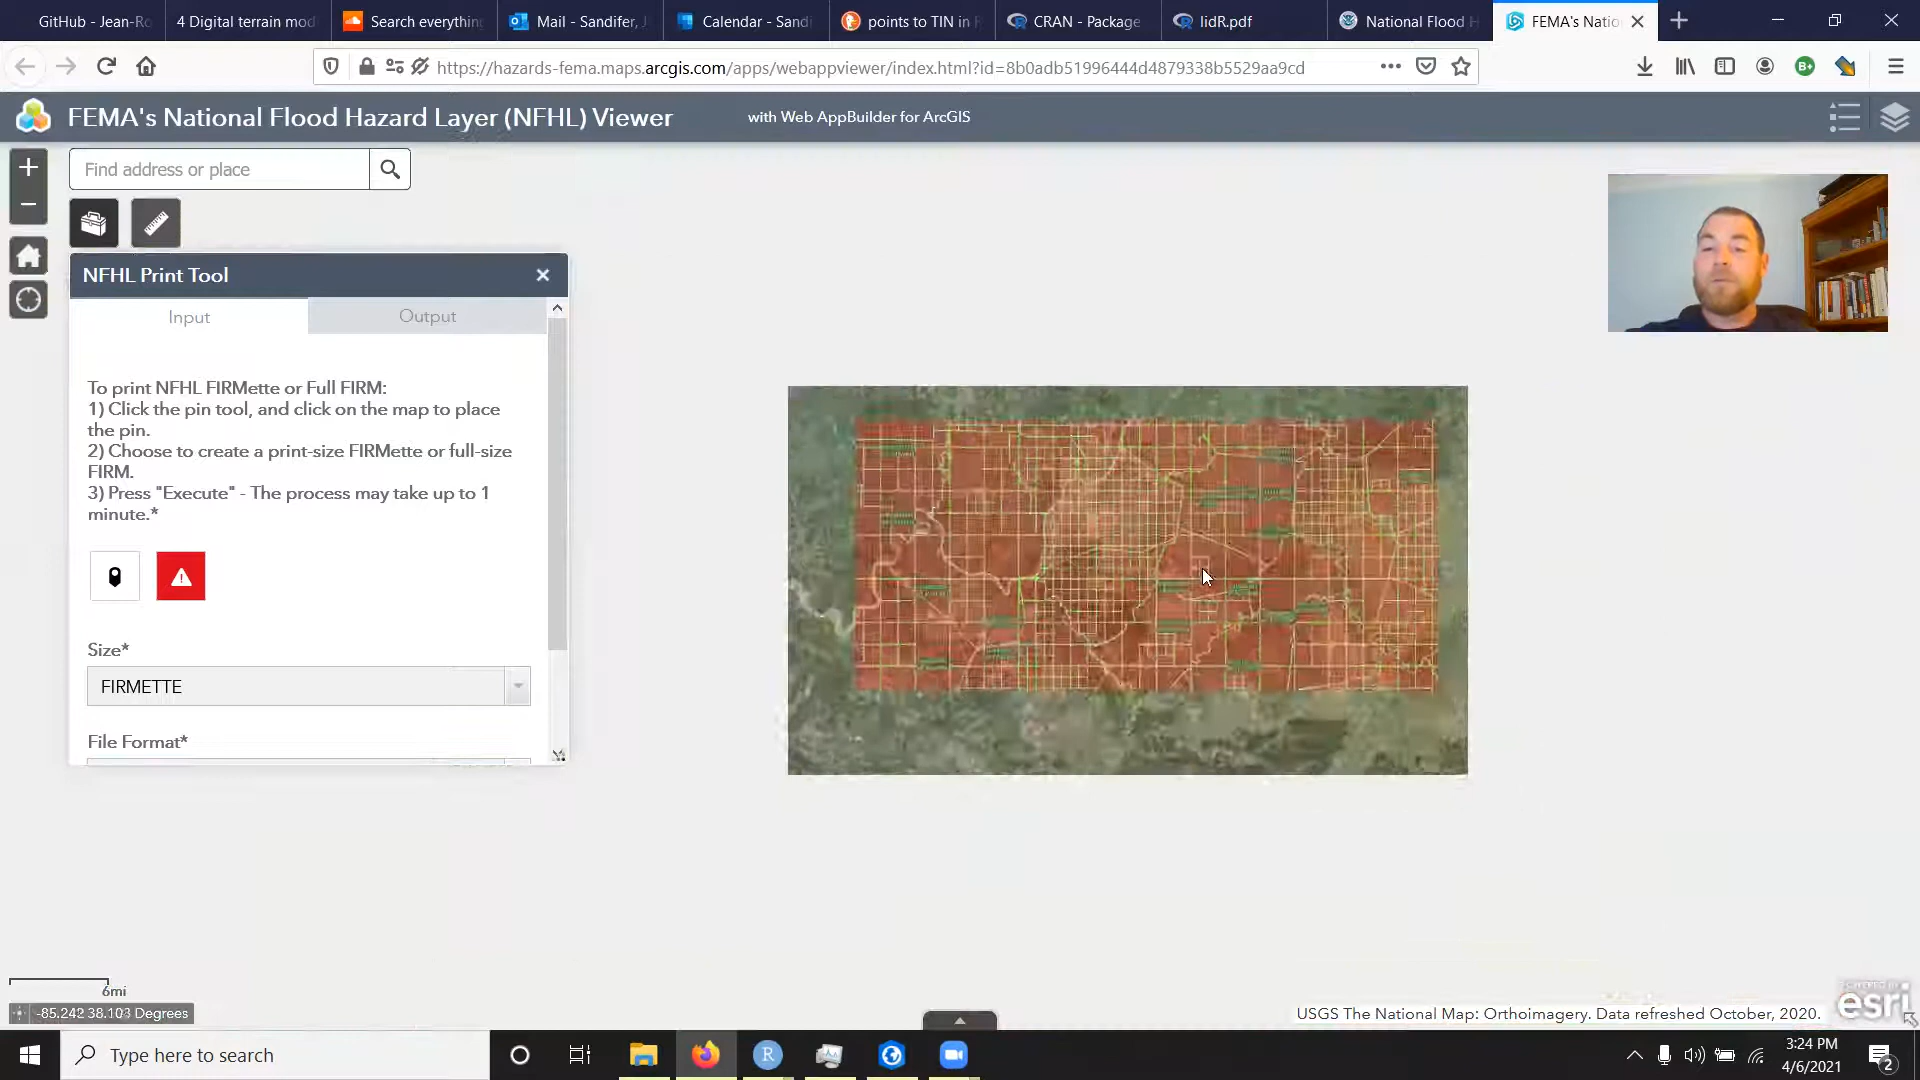 GitHub - Jean-Ro
4 Digital terrain mod
Search everything
Mail - Sandifer, J
Calendar - Sandi
points to TIN in R
CRAN - Package
lidR.pdf
National Flood H
FEMA's Natio
https://hazards-fema.maps.arcgis.com/apps/webappviewer/index.html?id=8b0adb51996444d4879338b5529aa9cd
B+
FEMA's National Flood Hazard Layer (NFHL) Viewer
with Web AppBuilder for ArcGIS
Find address or place
NFHL Print Tool
Input
Output
To print NFHL FIRMette or Full FIRM:
1) Click the pin tool, and click on the map to place
the pin.
2) Choose to create a print-size FIRMette or full-size
FIRM.
3) Press "Execute" - The process may take up to 1
minute.*
Size*
FIRMETTE
File Format*
6mi
-85.242 38.103 Degrees
USGS The National Map: Orthoimagery. Data refreshed October, 2020.
POWERED BY
esri
Type here to search
R
3:24 PM
4/6/2021
2